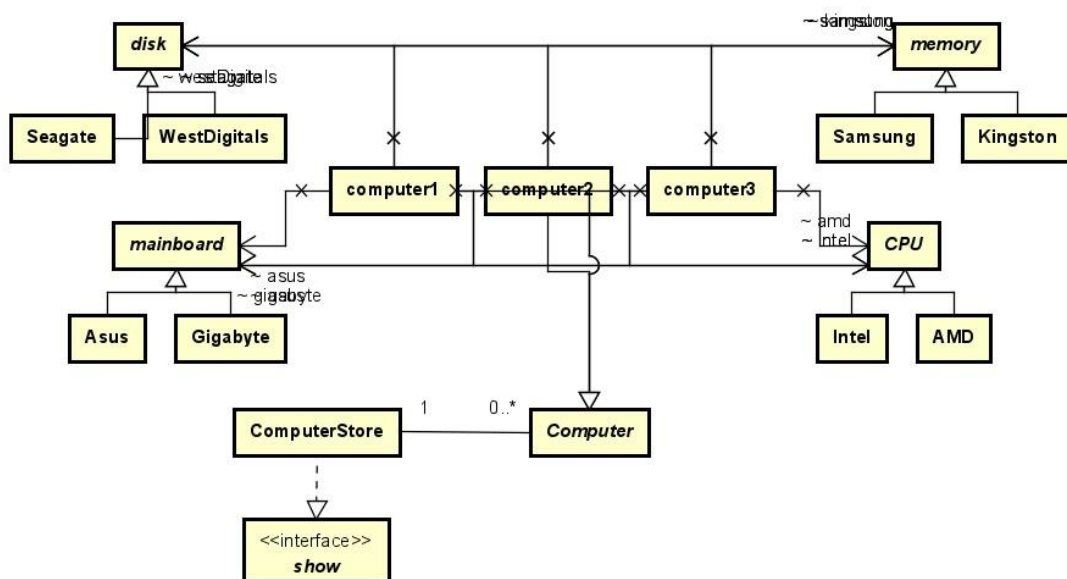 disk
~ kingston
memory
Seagate
WestDigitals
Samsung
Kingston
computer1
computer2
computer3
mainboard
~ amd
~ intel
CPU
~ asus
Asus
Gigabyte
Intel
AMD
ComputerStore
1
0..*
Computer
<<interface>>
show